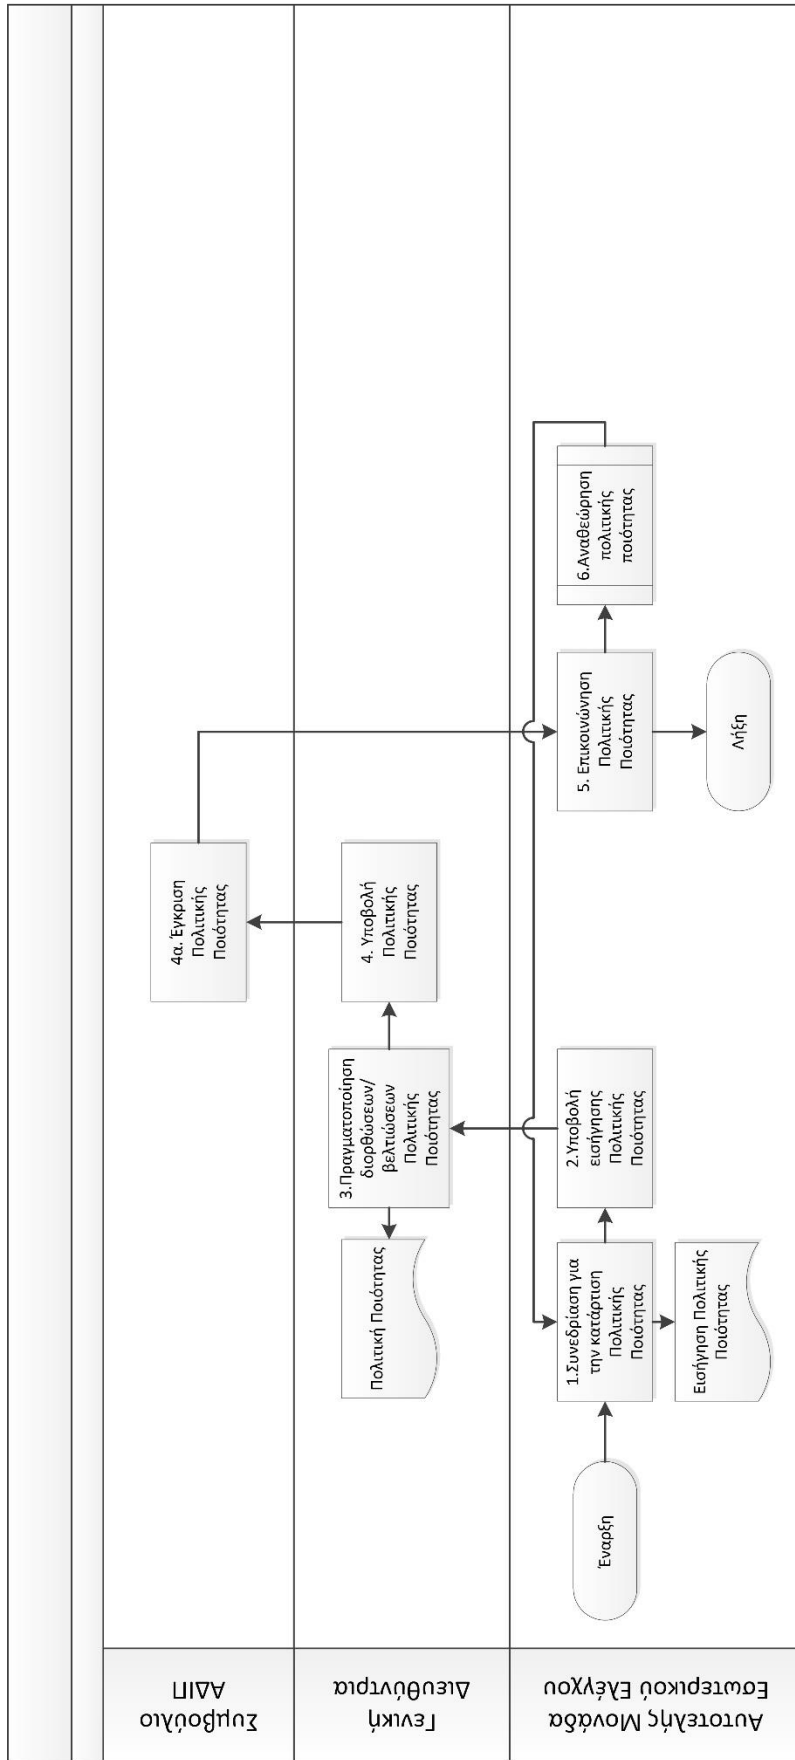 Συμβούλιο
ΑΔΙΠ
4α. Έγκριση
Πολιτικής
Ποιότητας
Γενική
Διευθύντρια
Πολιτική Ποιότητας
3.Πραγματοποίηση
διορθώσεων/
βελτιώσεων
Πολιτικής
Ποιότητας
4. Υποβολή
Πολιτικής
Ποιότητας
Αυτοτελής Μονάδα
Εσωτερικού Ελέγχου
Έναρξη
1.Συνεδρίαση για
την κατάρτιση
Πολιτικής
Ποιότητας
Εισήγηση Πολιτικής
Ποιότητας
2.Υποβολή
εισήγησης
Πολιτικής
Ποιότητας
5. Επικοινώνηση
Πολιτικής
Ποιότητας
Λήξη
6.Αναθεώρηση
πολιτικής
ποιότητας